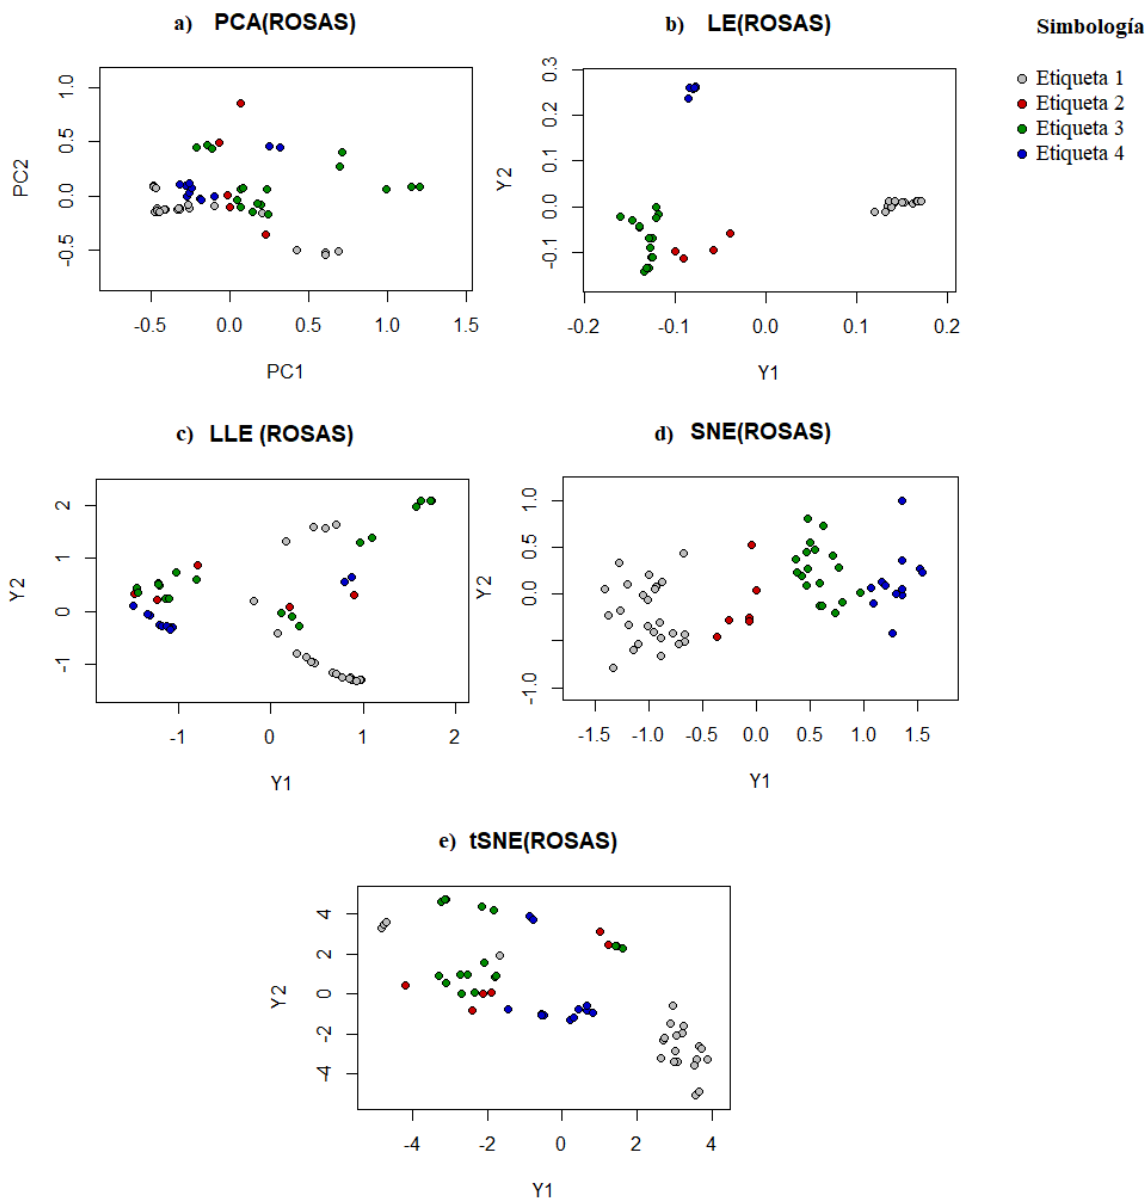 a) PCA(ROSAS)
PC2
1.0
0.5
0.0
-0.5
-0.5 0.0 0.5 1.0 1.5
PC1
b) LE(ROSAS)
Y2
0.3
0.2
0.1
0.0
-0.1
-0.2 -0.1 0.0 0.1 0.2
Y1
Simbología
Etiqueta 1
Etiqueta 2
Etiqueta 3
Etiqueta 4
c) LLE (ROSAS)
Y2
2
1
0
-1
-1 0 1 2
Y1
d) SNE(ROSAS)
Y2
1.0
0.5
0.0
-1.0
-1.5 -1.0 -0.5 0.0 0.5 1.0 1.5
Y1
e) tSNE(ROSAS)
Y2
4
2
0
-2
-4
-4 -2 0 2 4
Y1